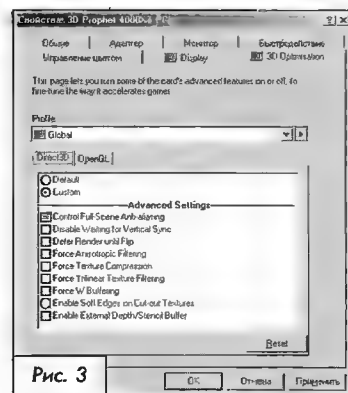 Свойства: 3D Prophet 4000XT
Общие Адаптер Монитор Быстродействие
Управление цветом Display 3D Optimisation
This page lets you turn some of the card's advanced features on or off, to
fine-tune the way it accelerates games
Profile
Global
Direct3D OpenGL
Default
Custom
Advanced Settings
Control Full-Scene Anti-aliasing
Disable Waiting for Vertical Sync
Defer Render until Flip
Force Anisotropic Filtering
Force Texture Compression
Force Trilinear Texture Filtering
Force W Buffering
Enable Soft Edges on Cut-out Textures
Enable External Depth/Stencil Buffer
Reset
Рис. 3
OK Отмена Применить